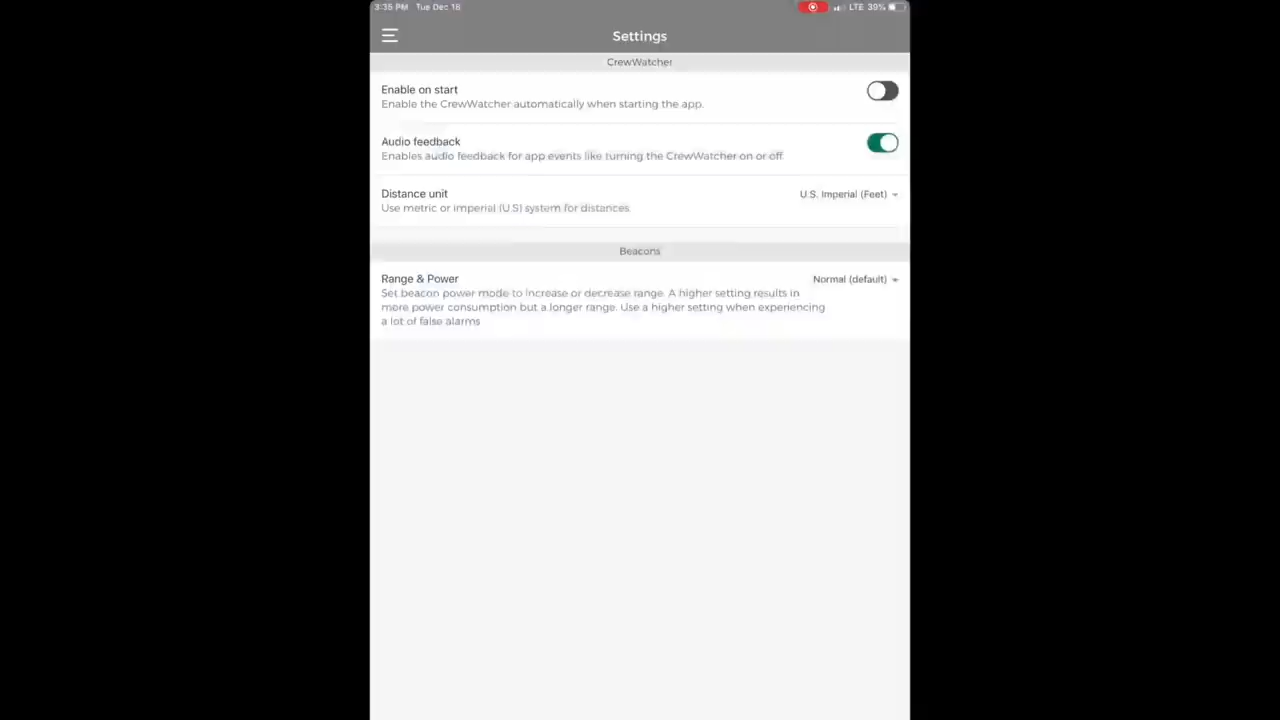 3:35 PM Tue Dec 18 LTE 39%
Settings
CrewWatcher
Enable on start
Enable the CrewWatcher automatically when starting the app.
Audio feedback
Enables audio feedback for app events like turning the CrewWatcher on or off.
Distance unit U.S. Imperial (Feet)
Use metric or imperial (U.S) system for distances.
Beacons
Range & Power Normal (default)
Set beacon power mode to increase or decrease range. A higher setting results in
more power consumption but a longer range. Use a higher setting when experiencing
a lot of false alarms